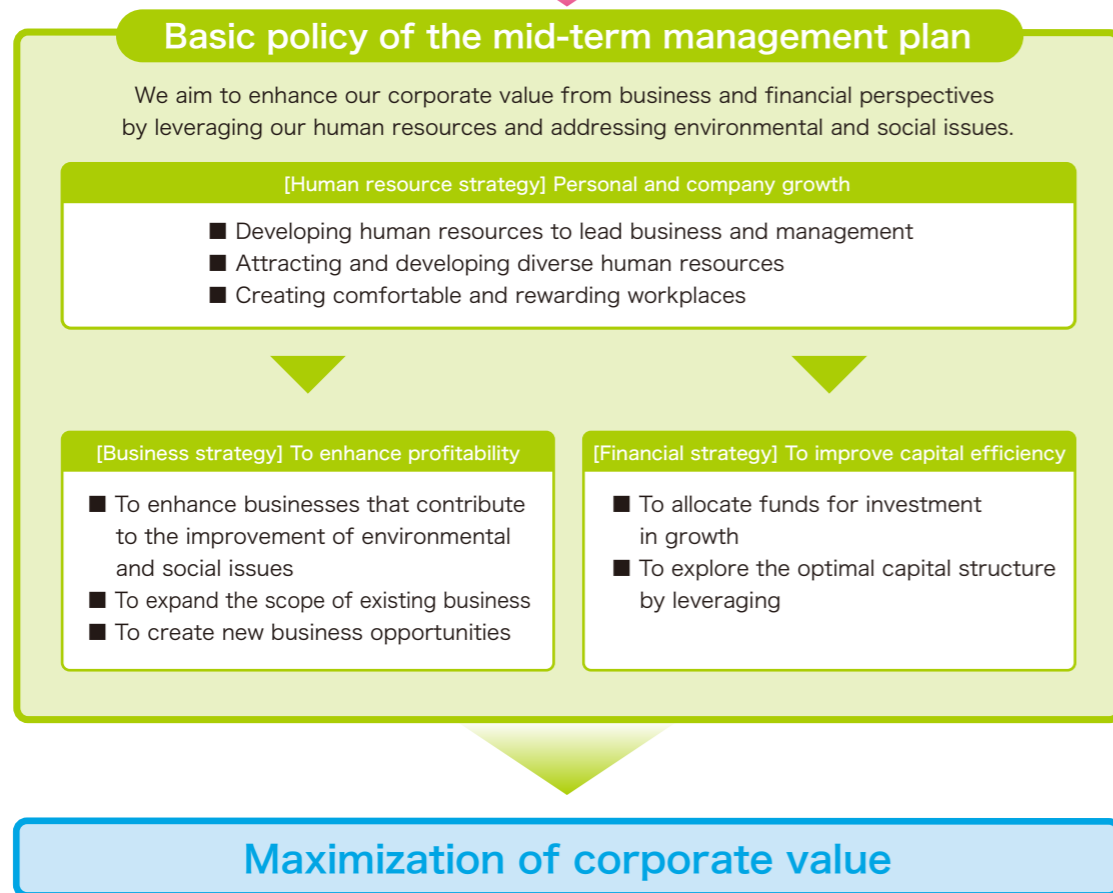 Basic policy of the mid-term management plan
We aim to enhance our corporate value from business and financial perspectives
by leveraging our human resources and addressing environmental and social issues.
[Human resource strategy] Personal and company growth
■ Developing human resources to lead business and management
■ Attracting and developing diverse human resources
■ Creating comfortable and rewarding workplaces
[Business strategy] To enhance profitability
■ To enhance businesses that contribute
to the improvement of environmental
and social issues
■ To expand the scope of existing business
■ To create new business opportunities
[Financial strategy] To improve capital efficiency
■ To allocate funds for investment
in growth
■ To explore the optimal capital structure
by leveraging
Maximization of corporate value